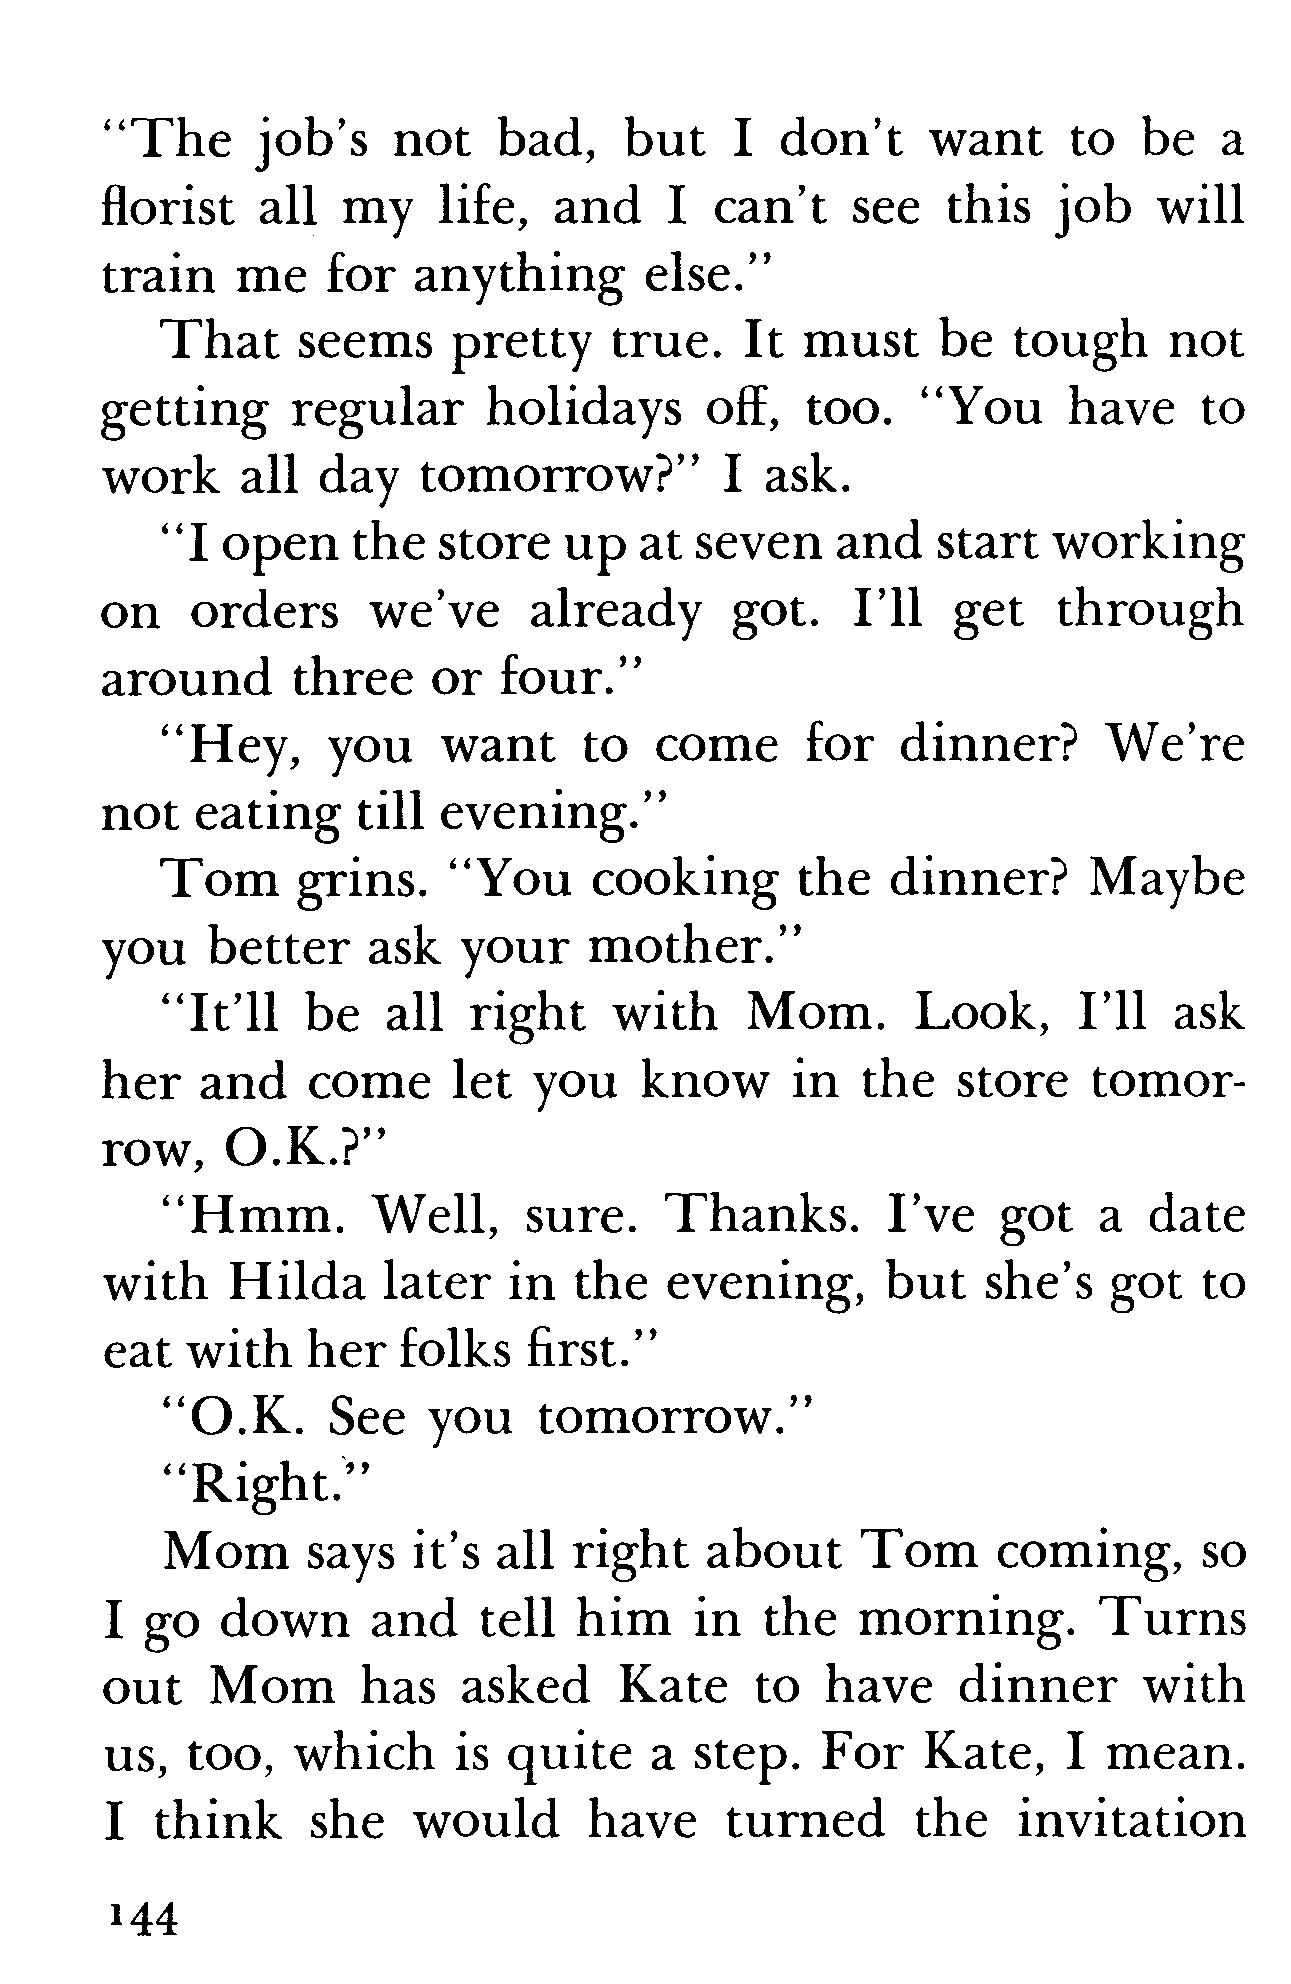 “The job’s not bad, but I don’t want to be a
florist all my life, and I can’t see this job will
train me for anything else.”
That seems pretty true. It must be tough not
getting regular holidays off, too. “You have to
work all day tomorrow?” I ask.
“I open the store up at seven and start working
on orders we’ve already got. I’ll get through
around three or four.”
“Hey, you want to come for dinner? We’re
not eating till evening.”
Tom grins. “You cooking the dinner? Maybe
you better ask your mother.”
“It’ll be all right with Mom. Look, I’ll ask
her and come let you know in the store tomor-
row, O.K.?”
“Hmm. Well, sure. Thanks. I’ve got a date
with Hilda later in the evening, but she’s got to
eat with her folks first.”
“O.K. See you tomorrow.”
“Right.”
Mom says it’s all right about Tom coming, so
I go down and tell him in the morning. Turns
out Mom has asked Kate to have dinner with
us, too, which is quite a step. For Kate, I mean.
I think she would have turned the invitation
144